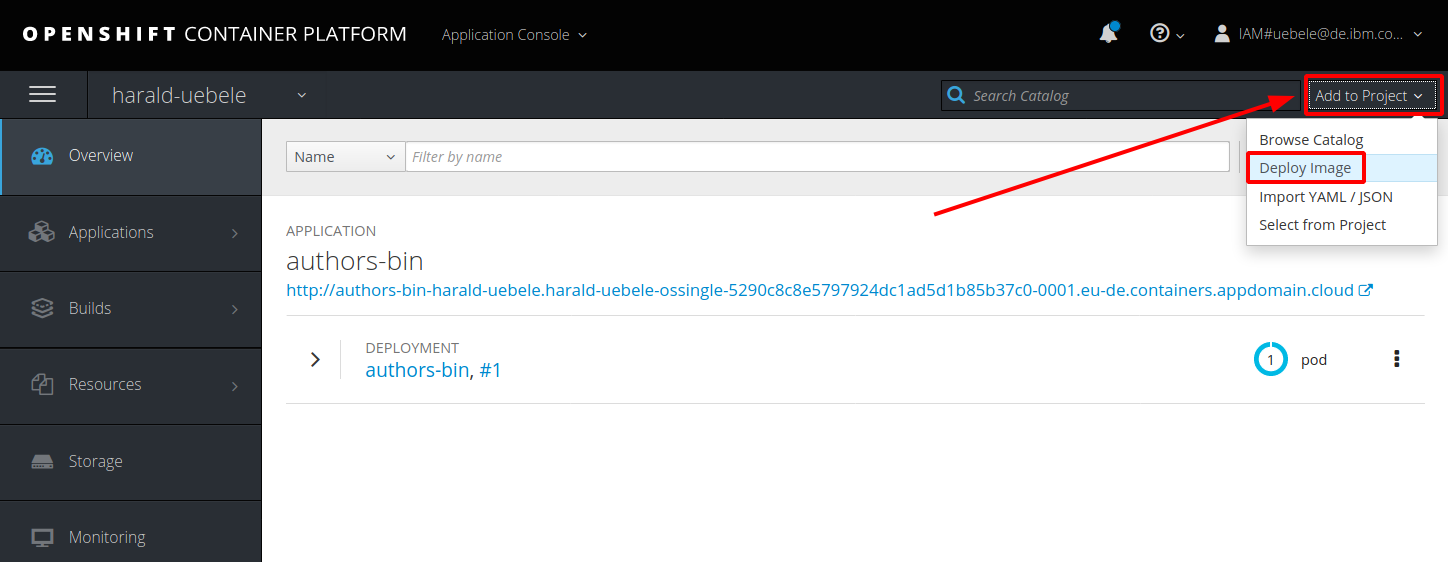 OPENSHIFT CONTAINER PLATFORM
Application Console
IAM#uebele@de.ibm.co...
harald-uebele
Search Catalog
Add to Project
Browse Catalog
Deploy Image
Import YAML / JSON
Select from Project
Overview
Applications
Builds
Resources
Storage
Monitoring
Name
Filter by name
APPLICATION
authors-bin
http://authors-bin-harald-uebele.harald-uebele-ossingle-5290c8c8e5797924dc1ad5d1b85b37c0-0001.eu-de.containers.appdomain.cloud
DEPLOYMENT
authors-bin, #1
1 pod